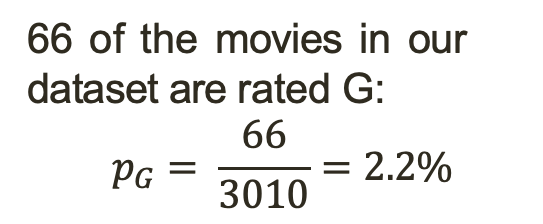 66 of the movies in our
dataset are rated G:
p_G = 66/3010 = 2.2%